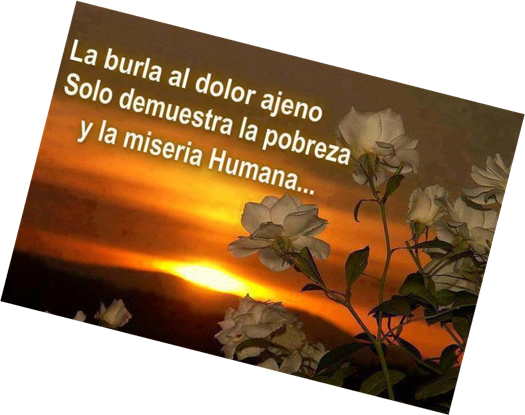 La burla al dolor ajeno
Solo demuestra la pobreza
y la miseria Humana...